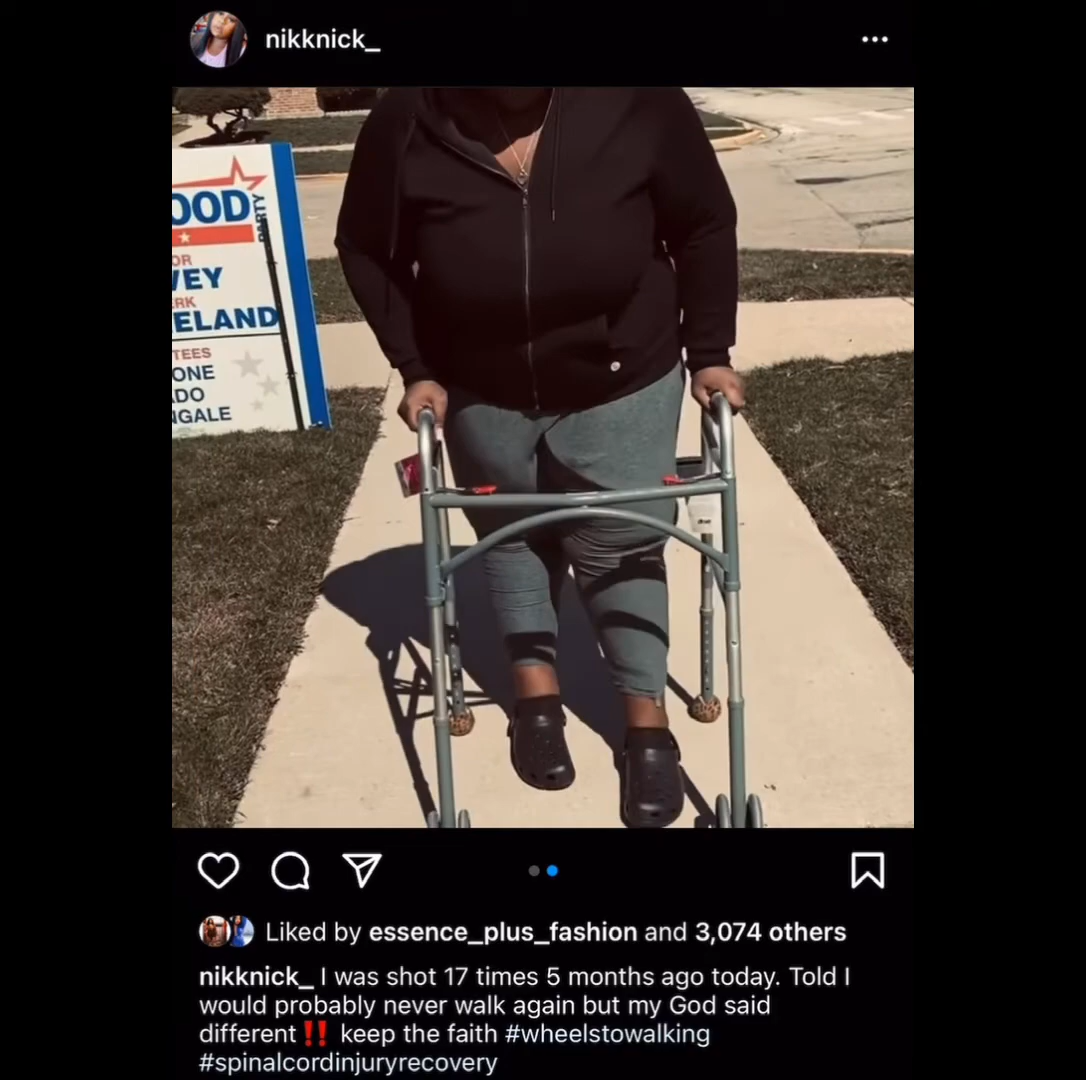 nikknick_
OOD
PARTY
OR
VEY
ERK
ELAND
TEES
ONE
DO
NGALE
Liked by essence_plus_fashion and 3,074 others
nikknick_ I was shot 17 times 5 months ago today. Told I
would probably never walk again but my God said
different‼️ keep the faith #wheelstowalking
#spinalcordinjuryrecovery